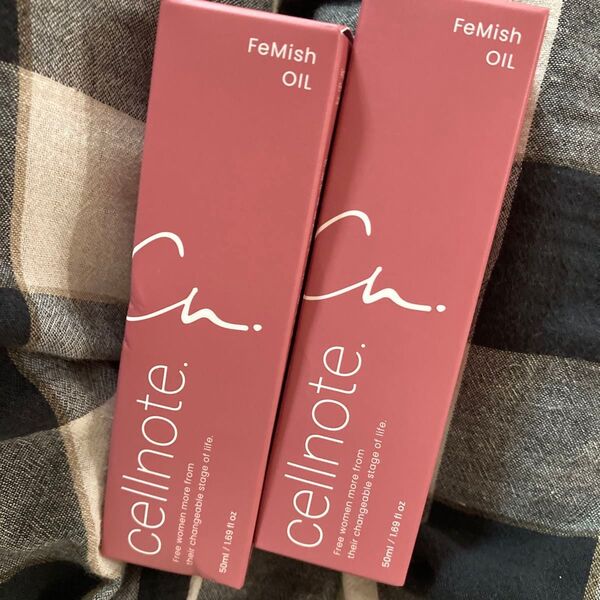 FeMish
OIL
Cn.
cellnote.
Free women more from
their changeable stage of life.
50ml / 1.69 fl oz
FeMish
OIL
Cn.
cellnote.
Free women more from
their changeable stage of life.
50ml / 1.69 fl oz